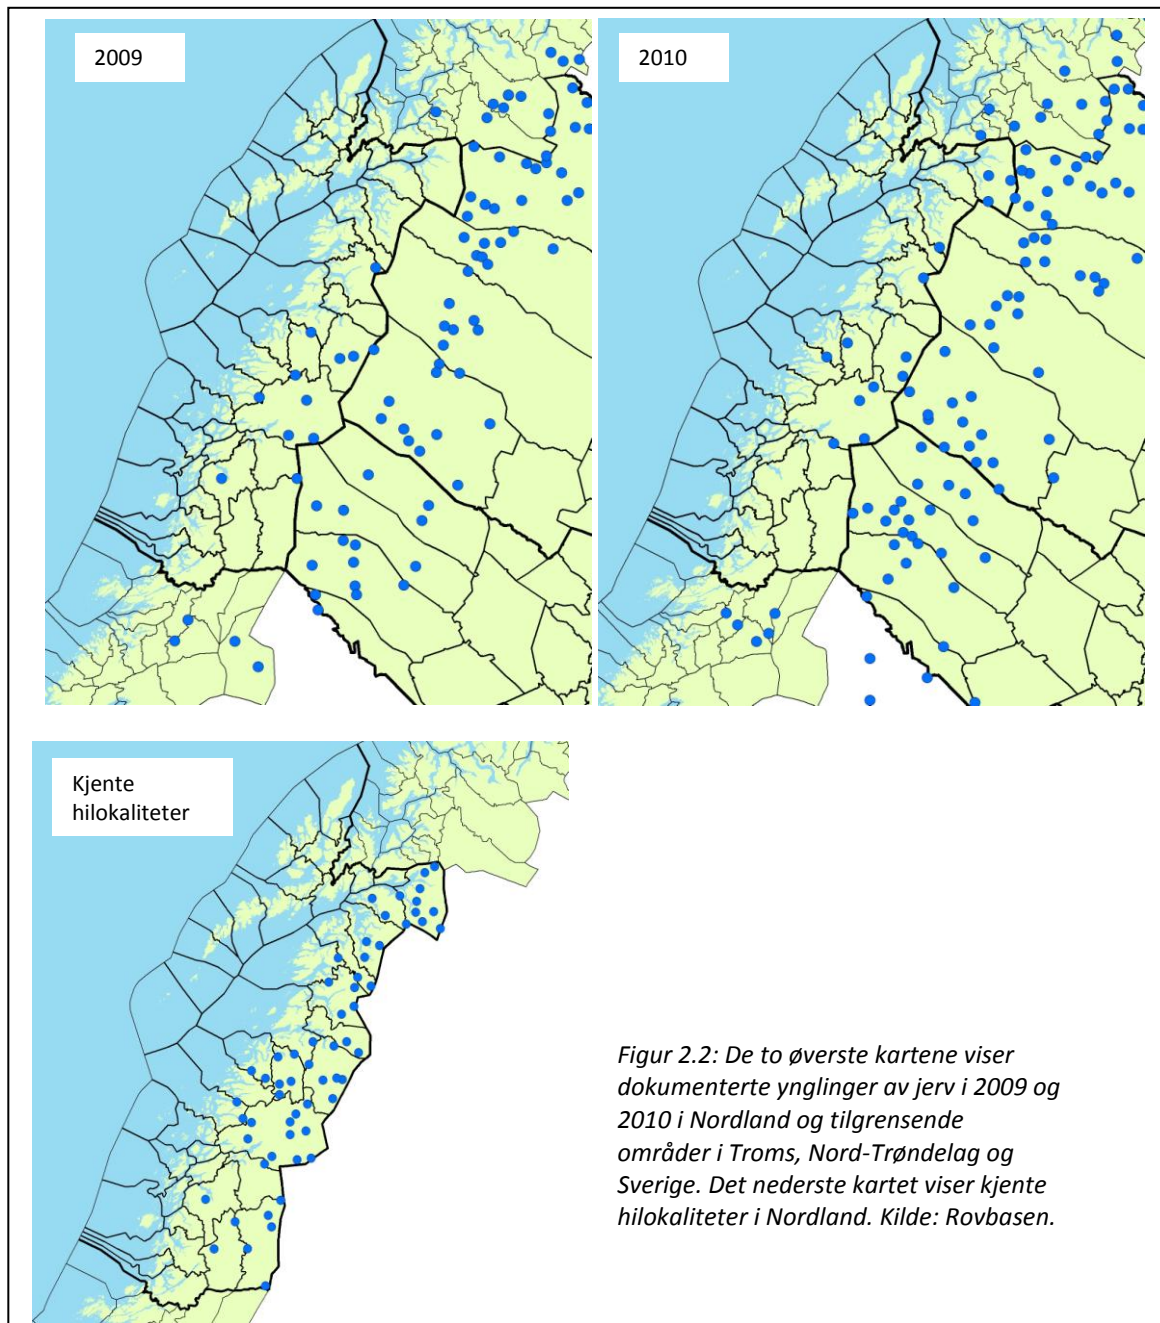 2009
2010
Kjente
hilokaliteter
Figur 2.2: De to øverste kartene viser
dokumenterte ynglinger av jerv i 2009 og
2010 i Nordland og tilgrensende
områder i Troms, Nord-Trøndelag og
Sverige. Det nederste kartet viser kjente
hilokaliteter i Nordland. Kilde: Rovbasen.